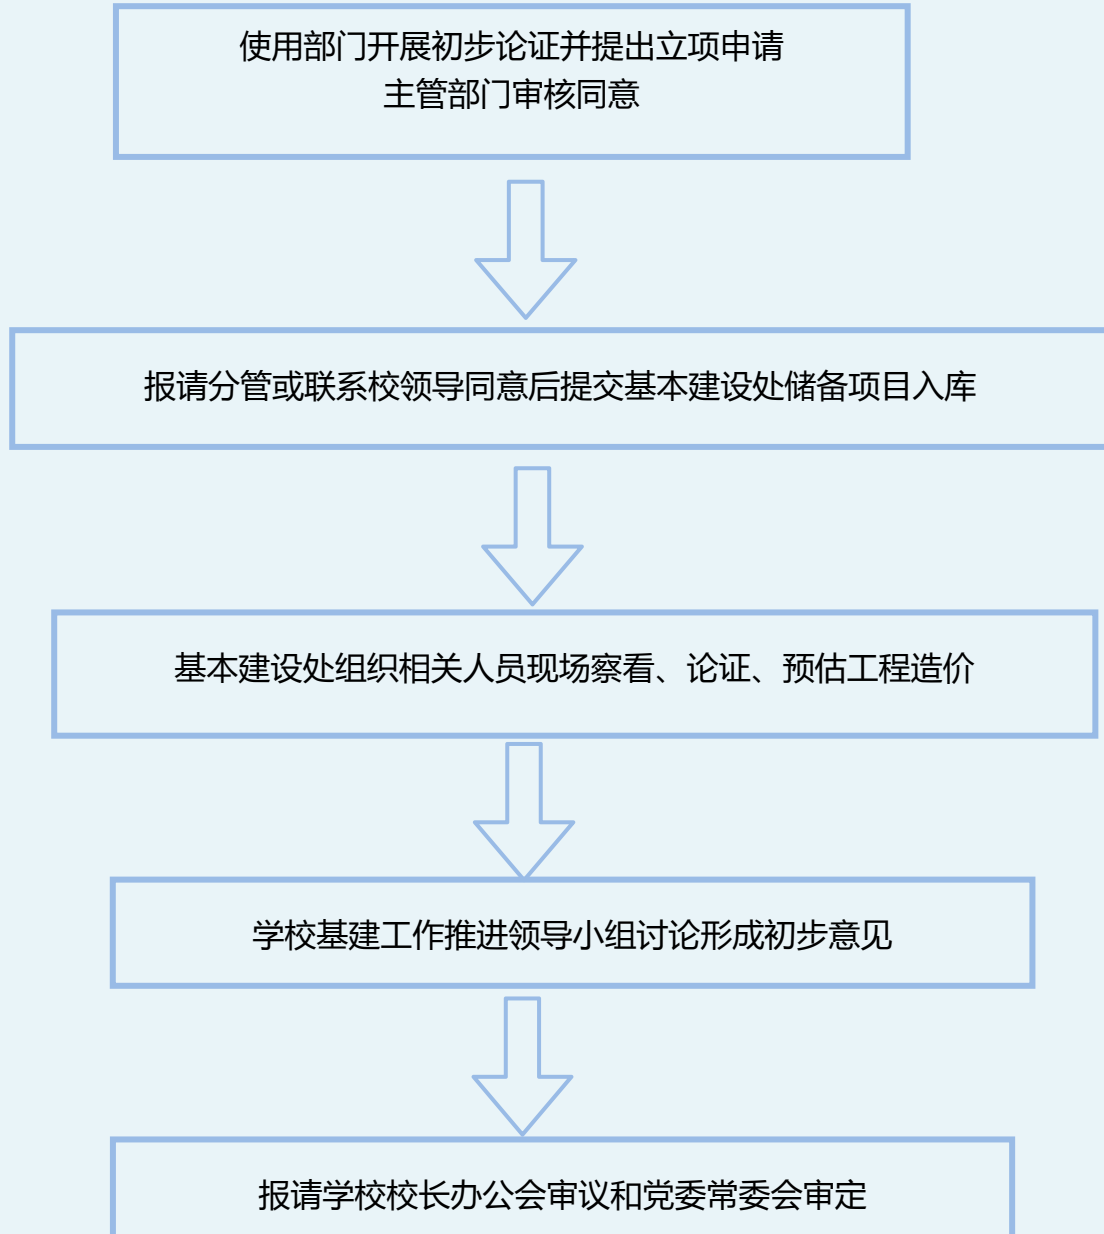 使用部门开展初步论证并提出立项申请
主管部门审核同意
报请分管或联系校领导同意后提交基本建设处储备项目入库
基本建设处组织相关人员现场察看、论证、预估工程造价
学校基建工作推进领导小组讨论形成初步意见
报请学校校长办公会审议和党委常委会审定